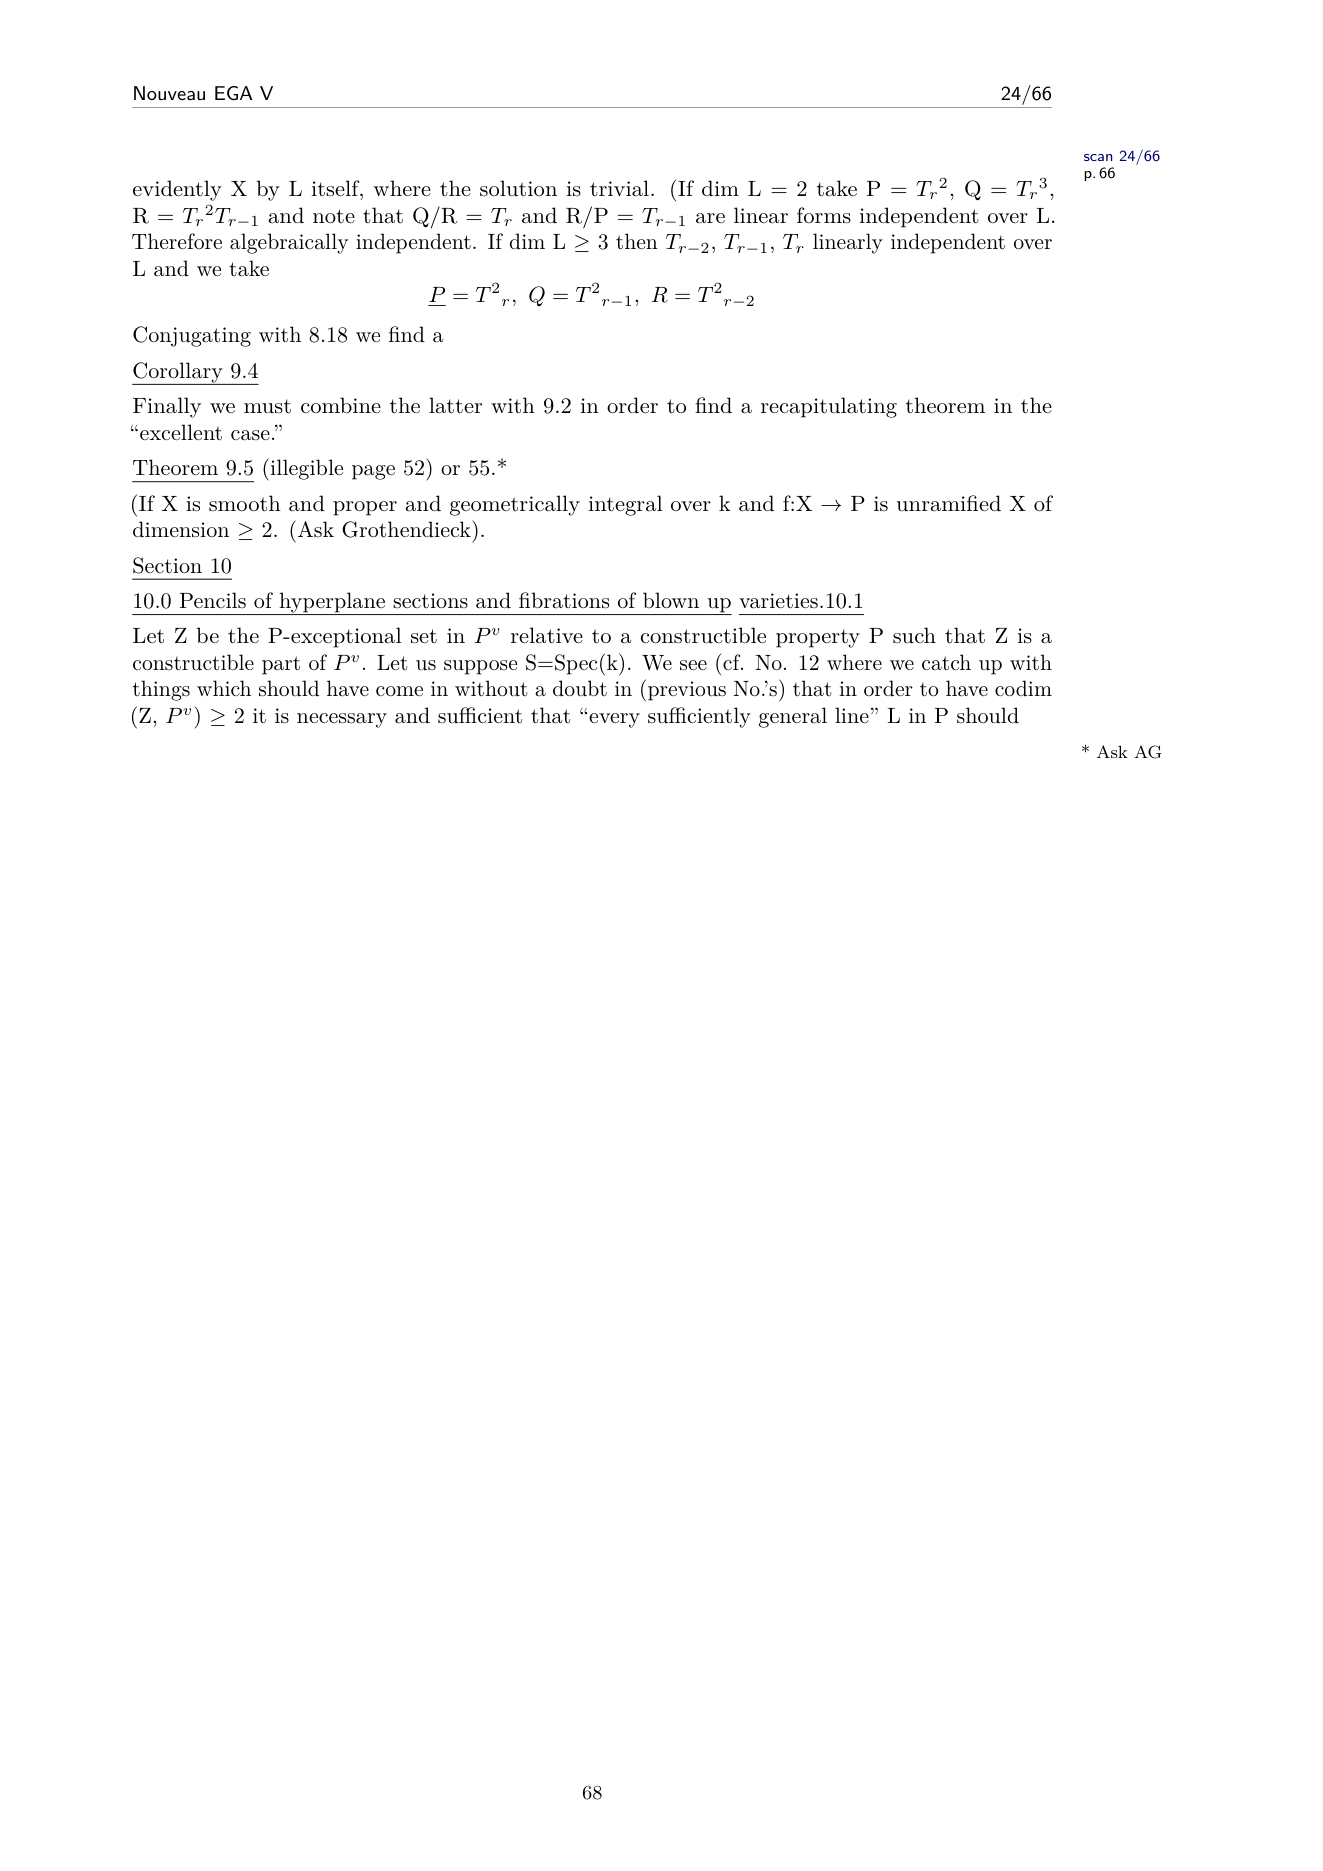 Nouveau EGA V 24/66
scan 24/66
p. 66
evidently X by L itself, where the solution is trivial. (If dim L = 2 take P = T_r^2, Q = T_r^3,
R = T_r^2T_{r−1} and note that Q/R = T_r and R/P = T_{r−1} are linear forms independent over L.
Therefore algebraically independent. If dim L ≥ 3 then T_{r−2}, T_{r−1}, T_r linearly independent over
L and we take
P = T^2_r, Q = T^2_{r−1}, R = T^2_{r−2}
Conjugating with 8.18 we find a
Corollary 9.4
Finally we must combine the latter with 9.2 in order to find a recapitulating theorem in the
“excellent case.”
Theorem 9.5 (illegible page 52) or 55.*
(If X is smooth and proper and geometrically integral over k and f:X → P is unramified X of
dimension ≥ 2. (Ask Grothendieck).
Section 10
10.0 Pencils of hyperplane sections and fibrations of blown up varieties.10.1
Let Z be the P-exceptional set in P^v relative to a constructible property P such that Z is a
constructible part of P^v. Let us suppose S=Spec(k). We see (cf. No. 12 where we catch up with
things which should have come in without a doubt in (previous No.'s) that in order to have codim
(Z, P^v) ≥ 2 it is necessary and sufficient that “every sufficiently general line” L in P should
* Ask AG
68